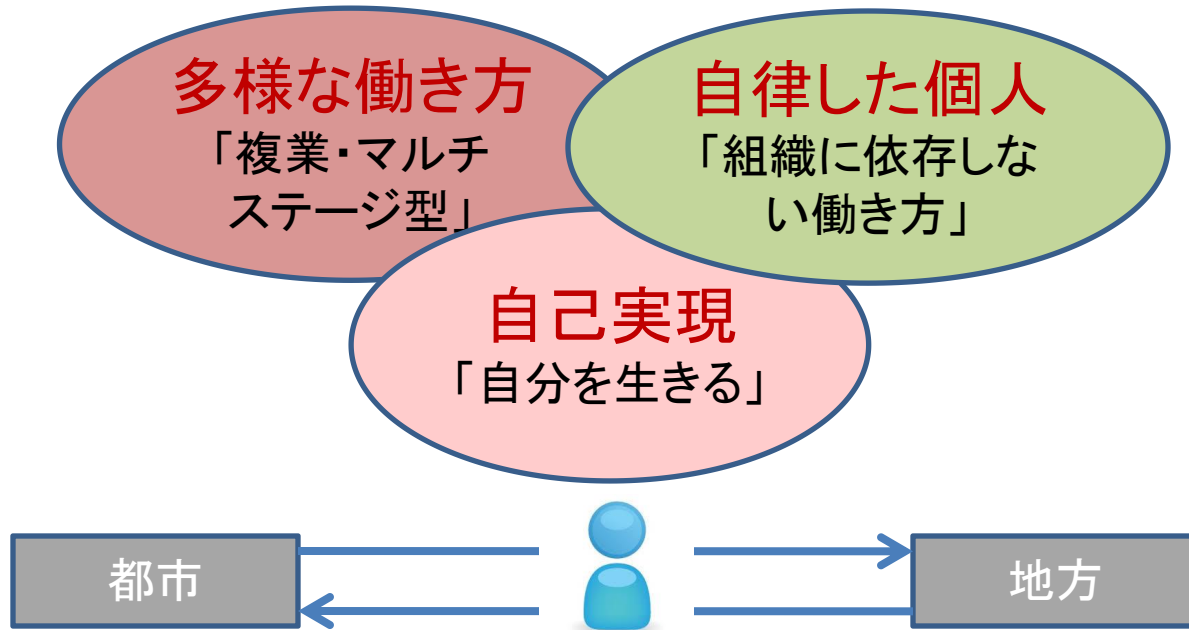 多様な働き方
「複業・マルチ
ステージ型」
自律した個人
「組織に依存しな
い働き方」
自己実現
「自分を生きる」
都市
地方